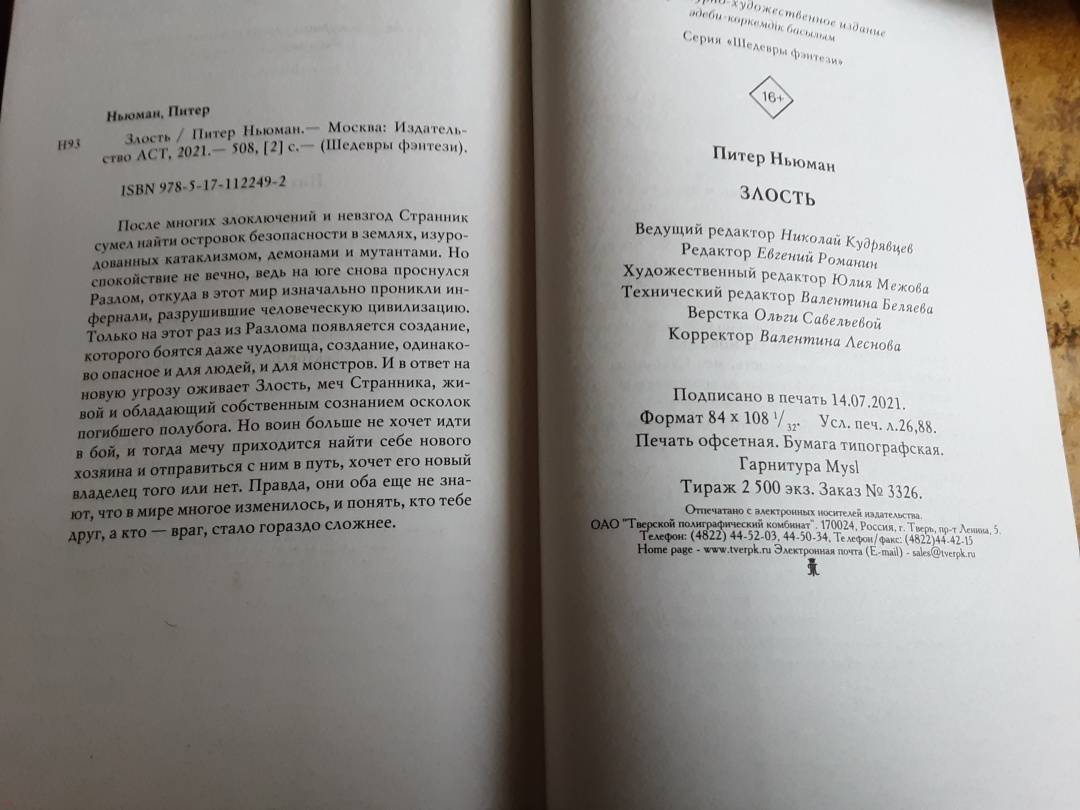 Ньюман, Питер
Н93
Злость / Питер Ньюман.— Москва: Издатель-
ство АСТ, 2021.— 508, [2] с.— (Шедевры фэнтези).
ISBN 978-5-17-112249-2
После многих злоключений и невзгод Странник
сумел найти островок безопасности в землях, изуро-
дованных катаклизмом, демонами и мутантами. Но
спокойствие не вечно, ведь на юге снова проснулся
Разлом, откуда в этот мир изначально проникли ин-
фернали, разрушившие человеческую цивилизацию.
Только на этот раз из Разлома появляется создание,
которого боятся даже чудовища, создание, одинако-
во опасное и для людей, и для монстров. И в ответ на
новую угрозу оживает Злость, меч Странника, жи-
вой и обладающий собственным сознанием осколок
погибшего полубога. Но воин больше не хочет идти
в бой, и тогда мечу приходится найти себе нового
хозяина и отправиться с ним в путь, хочет его новый
владелец того или нет. Правда, они оба еще не зна-
ют, что в мире многое изменилось, и понять, кто тебе
друг, а кто — враг, стало гораздо сложнее.
издание
әдеби-көркемдік басылым
Серия «Шедевры фэнтези»
16+
Питер Ньюман
ЗЛОСТЬ
Ведущий редактор Николай Кудрявцев
Редактор Евгений Романин
Художественный редактор Юлия Межова
Технический редактор Валентина Беляева
Верстка Ольги Савельевой
Корректор Валентина Леснова
Подписано в печать 14.07.2021.
Формат 84 x 108 1/32. Усл. печ. л.26,88.
Печать офсетная. Бумага типографская.
Гарнитура Mysl
Тираж 2 500 экз. Заказ № 3326.
Отпечатано с электронных носителей издательства.
ОАО "Тверской полиграфический комбинат". 170024, Россия, г. Тверь, пр-т Ленина, 5.
Телефон: (4822) 44-52-03, 44-50-34, Телефон/факс: (4822)44-42-15
Home page - www.tverpk.ru Электронная почта (E-mail) - sales@tverpk.ru